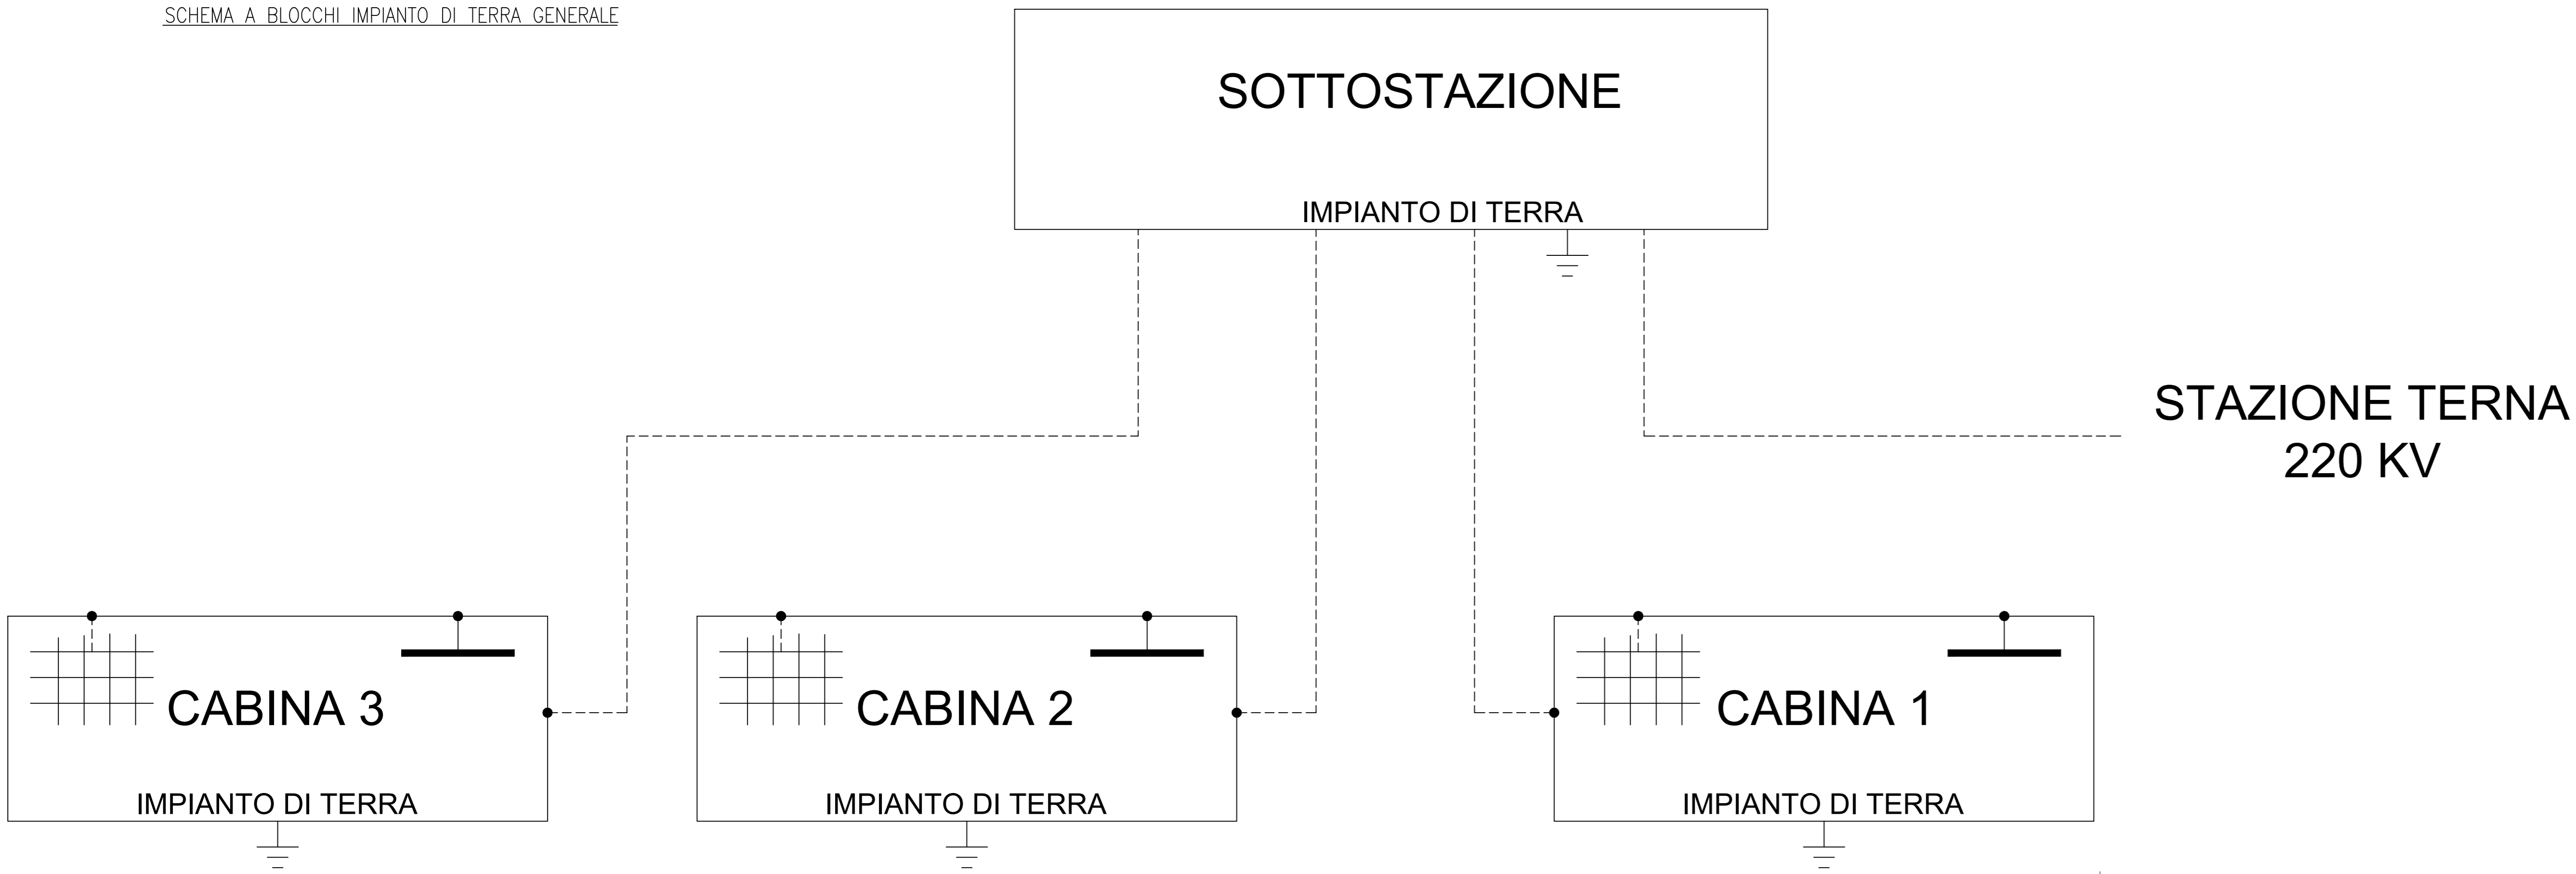 SCHEMA A BLOCCHI IMPIANTO DI TERRA GENERALE
SOTTOSTAZIONE
IMPIANTO DI TERRA
STAZIONE TERNA
220 KV
CABINA 3
IMPIANTO DI TERRA
CABINA 2
IMPIANTO DI TERRA
CABINA 1
IMPIANTO DI TERRA